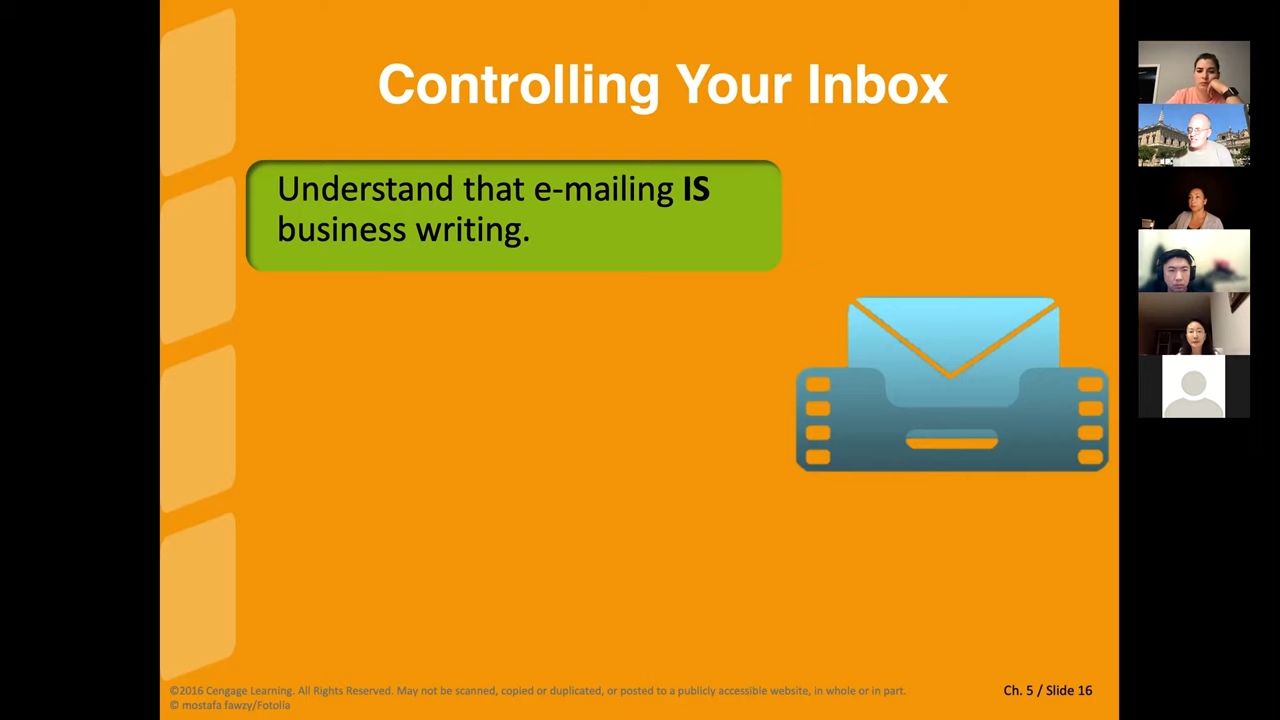 Controlling Your Inbox
Understand that e-mailing IS
business writing.
©2016 Cengage Learning. All Rights Reserved. May not be scanned, copied or duplicated, or posted to a publicly accessible website, in whole or in part.
© mostafa fawzy/Fotolia
Ch. 5 / Slide 16